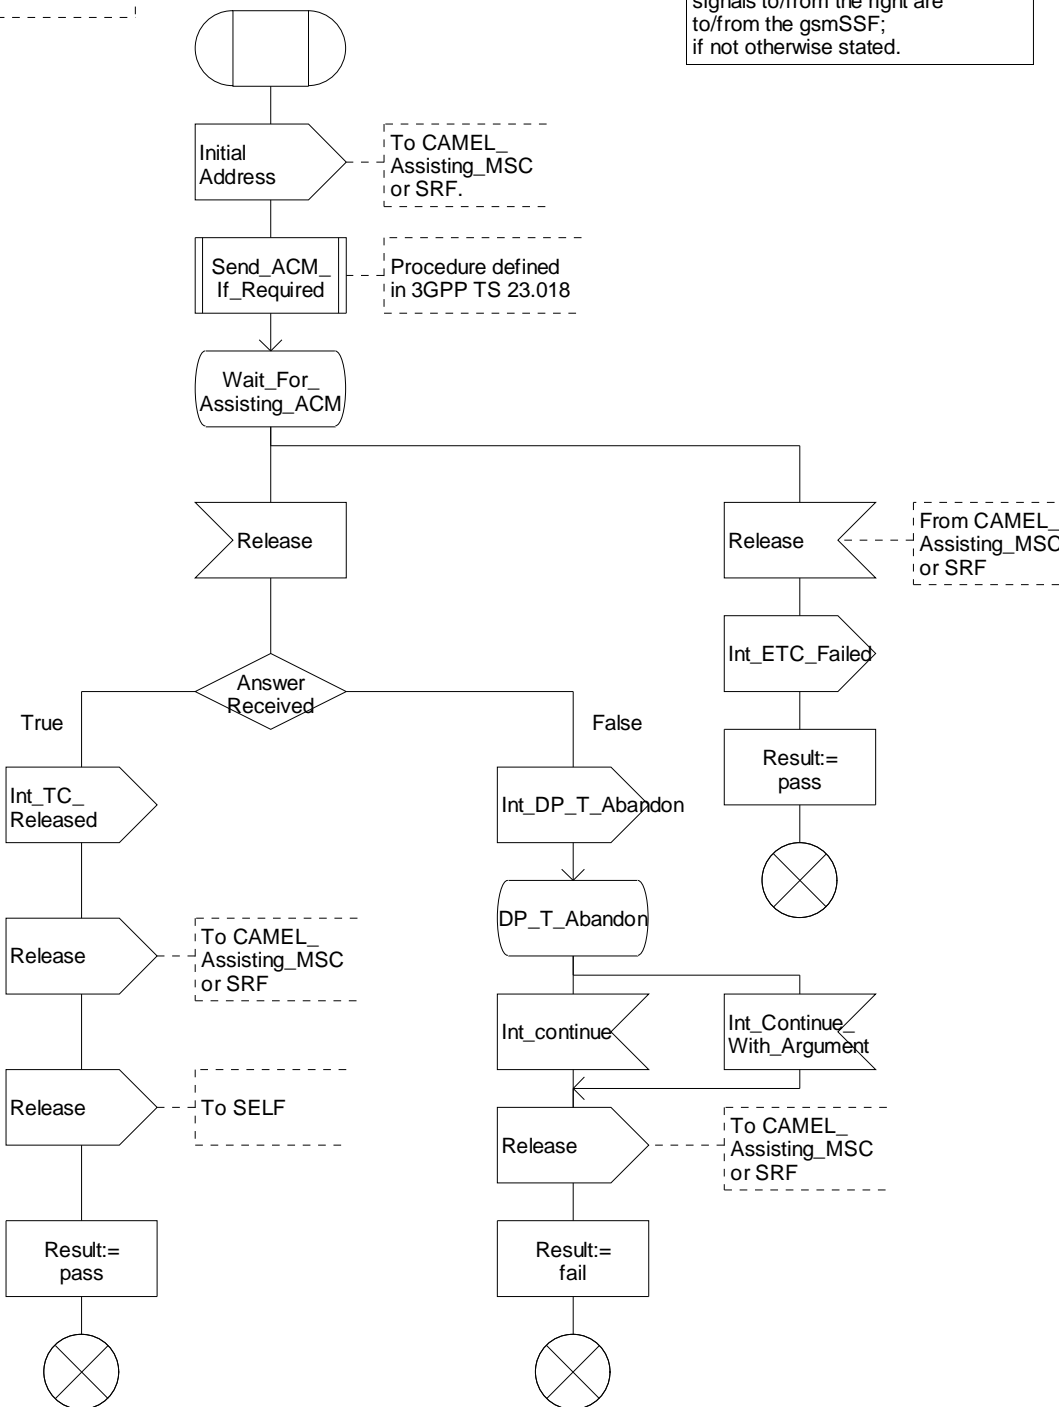 signals to/from the right are
to/from the gsmSSF;
if not otherwise stated.
Initial
Address
To CAMEL_
Assisting_MSC
or SRF.
Send_ACM_
If_Required
Procedure defined
in 3GPP TS 23.018
Wait_For_
Assisting_ACM
Release
Release
From CAMEL_
Assisting_MSC
or SRF
Int_ETC_Failed
Answer
Received
True
False
Result:=
pass
Int_TC_
Released
Int_DP_T_Abandon
DP_T_Abandon
Release
To CAMEL_
Assisting_MSC
or SRF
Int_continue
Int_Continue_
With_Argument
Release
To SELF
Release
To CAMEL_
Assisting_MSC
or SRF
Result:=
pass
Result:=
fail